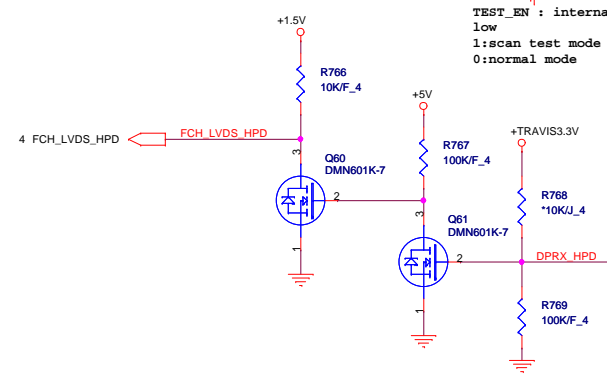 TEST_EN : interna
low
1:scan test mode
0:normal mode
+1.5V
R766
10K/F_4
+5V
4 FCH_LVDS_HPD
FCH_LVDS_HPD
R767
100K/F_4
+TRAVIS3.3V
3
Q60
DMN601K-7
2
1
R768
*10K/J_4
3
Q61
DMN601K-7
2
DPRX_HPD
1
R769
100K/F_4